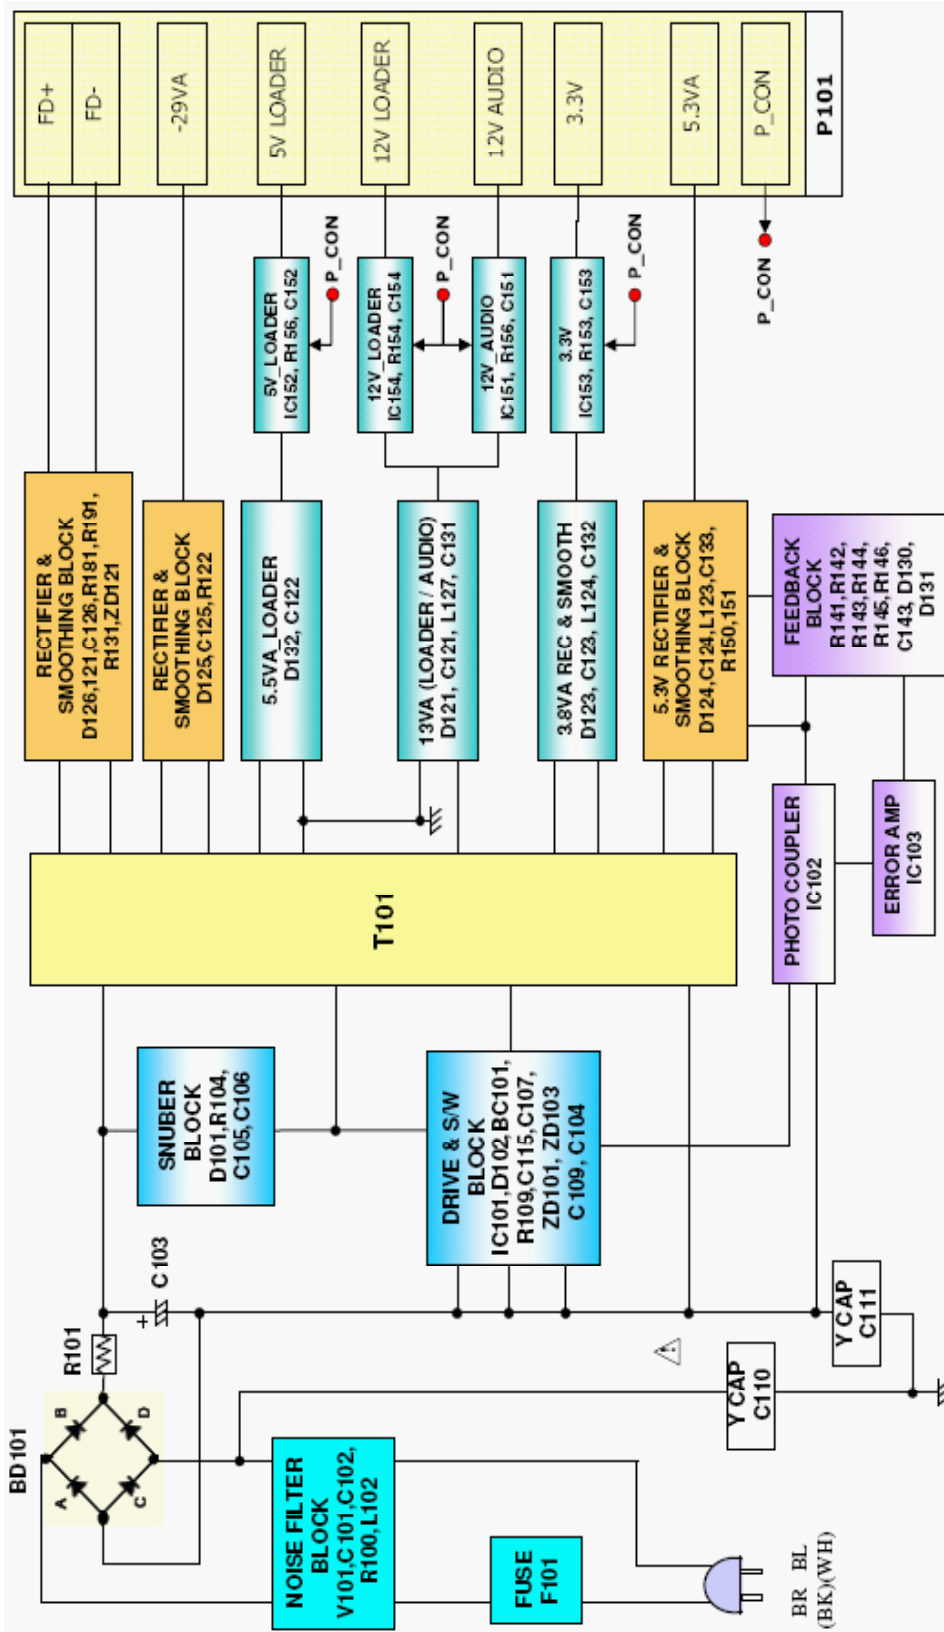 FD+
FD-
-29VA
5V LOADER
12V LOADER
12V AUDIO
3.3V
5.3VA
P_CON
P101
P_CON
5V_LOADER
IC152, R156, C152
P_CON
12V_LOADER
IC154, R154, C154
P_CON
12V_AUDIO
IC151, R156, C151
3.3V
IC153, R153, C153
P_CON
RECTIFIER &
SMOOTHING BLOCK
D126,121,C126,R181,R191,
R131,ZD121
RECTIFIER &
SMOOTHING BLOCK
D125,C125,R122
5.5VA_LOADER
D132, C122
13VA (LOADER / AUDIO)
D121, C121, L127, C131
3.8VA REC & SMOOTH
D123, C123, L124, C132
5.3V RECTIFIER &
SMOOTHING BLOCK
D124,C124,L123,C133,
R150,151
FEEDBACK
BLOCK
R141,R142,
R143,R144,
R145,R146,
C143, D130,
D131
T101
PHOTO COUPLER
IC102
ERROR AMP
IC103
SNUBER
BLOCK
D101,R104,
C105,C106
DRIVE & S/W
BLOCK
IC101,D102,BC101,
R109,C115,C107,
ZD101, ZD103
C109, C104
BD101
A
B
C
D
R101
+
C103
Y CAP
C110
Y CAP
C111
NOISE FILTER
BLOCK
V101,C101,C102,
R100,L102
FUSE
F101
BR BL
(BK)(WH)